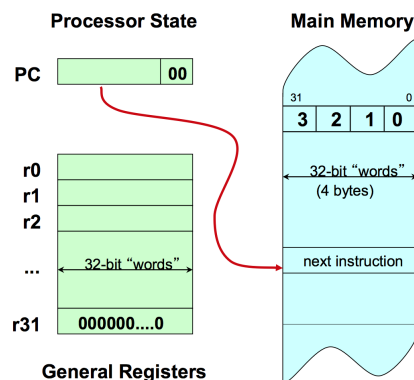 Processor State
PC
00
r0
r1
r2
...
32-bit “words”
r31
000000....0
General Registers
Main Memory
31
0
3 2 1 0
32-bit “words”
(4 bytes)
next instruction